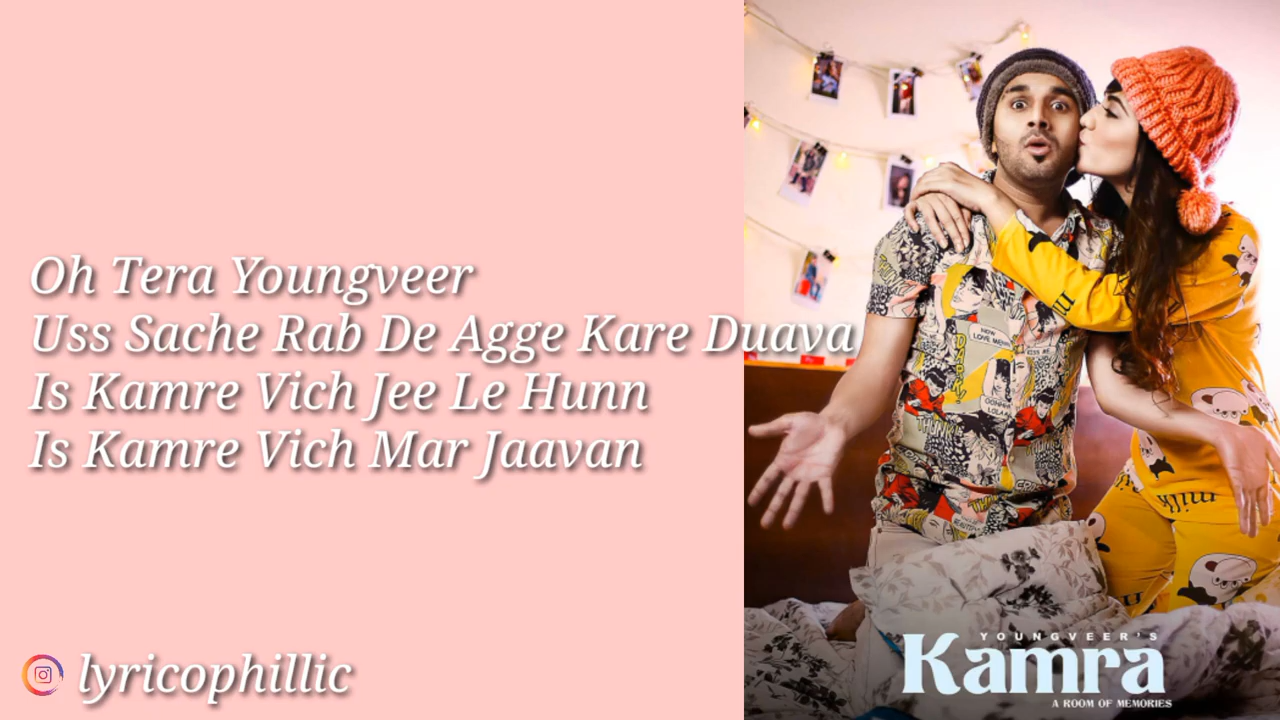 Oh Tera Youngveer
Uss Sache Rab De Agge Kare Duava
Is Kamre Vich Jee Le Hunn
Is Kamre Vich Mar Jaavan
lyricophillic
YOUNGVEER'S
Kamra
A ROOM OF MEMORIES
milk